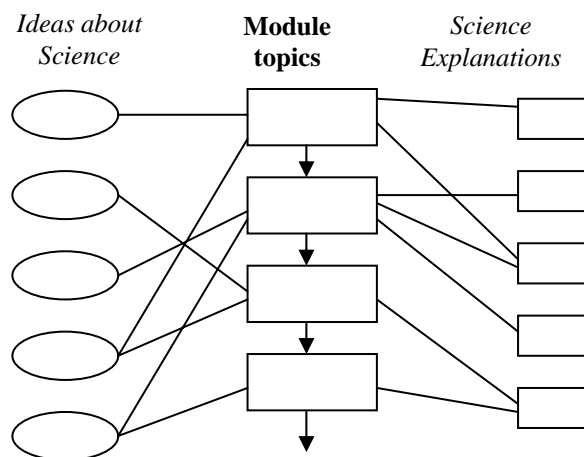 Ideas about
Science
Module
topics
Science
Explanations